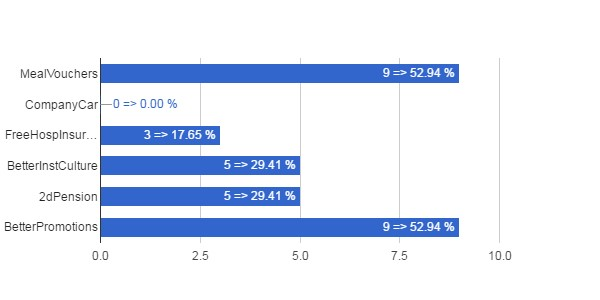 MealVouchers 9 => 52.94 %
CompanyCar 0 => 0.00 %
FreeHospInsur... 3 => 17.65 %
BetterInstCulture 5 => 29.41 %
2dPension 5 => 29.41 %
BetterPromotions 9 => 52.94 %
0.0 2.5 5.0 7.5 10.0